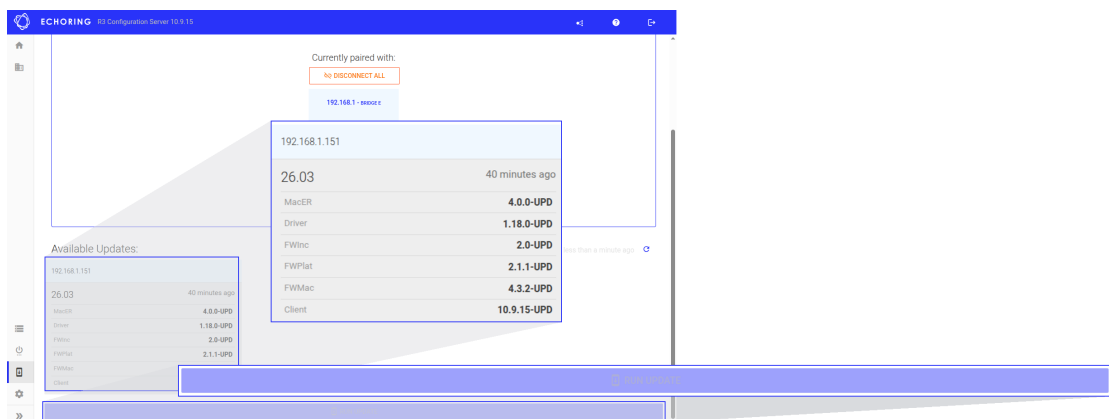 ECHORING R3 Configuration Server 10.9.15
Currently paired with:
DISCONNECT ALL
192.168.1 - BRIDGE E
192.168.1.151
26.03 40 minutes ago
MacER 4.0.0-UPD
Driver 1.18.0-UPD
FWInc 2.0-UPD
FWPlat 2.1.1-UPD
FWMac 4.3.2-UPD
Client 10.9.15-UPD
Available Updates:
less than a minute ago
192.168.1.151
26.03 40 minutes ago
MacER 4.0.0-UPD
Driver 1.18.0-UPD
FWInc 2.0-UPD
FWPlat 2.1.1-UPD
FWMac
Client
RUN UPDATE